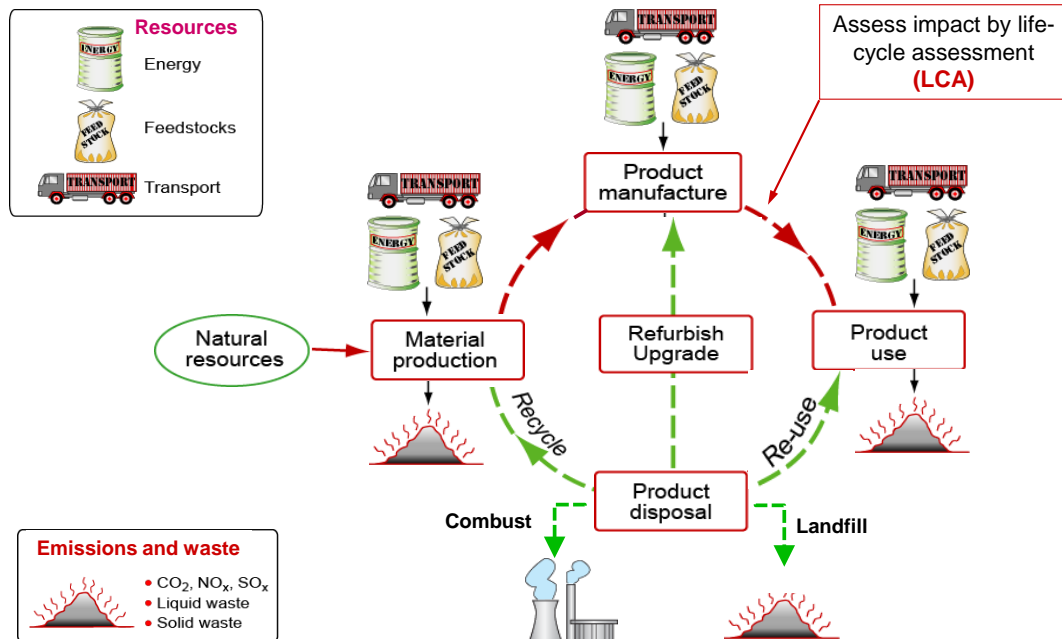 Resources
ENERGY
Energy
FEED
STOCK
Feedstocks
TRANSPORT
Transport
TRANSPORT
ENERGY
FEED
STOCK
Assess impact by life-
cycle assessment
(LCA)
Product
manufacture
TRANSPORT
ENERGY
FEED
STOCK
TRANSPORT
ENERGY
FEED
STOCK
Natural
resources
Material
production
Refurbish
Upgrade
Product
use
Recycle
Re-use
Product
disposal
Combust
Landfill
Emissions and waste
• CO₂, NOₓ, SOₓ
• Liquid waste
• Solid waste